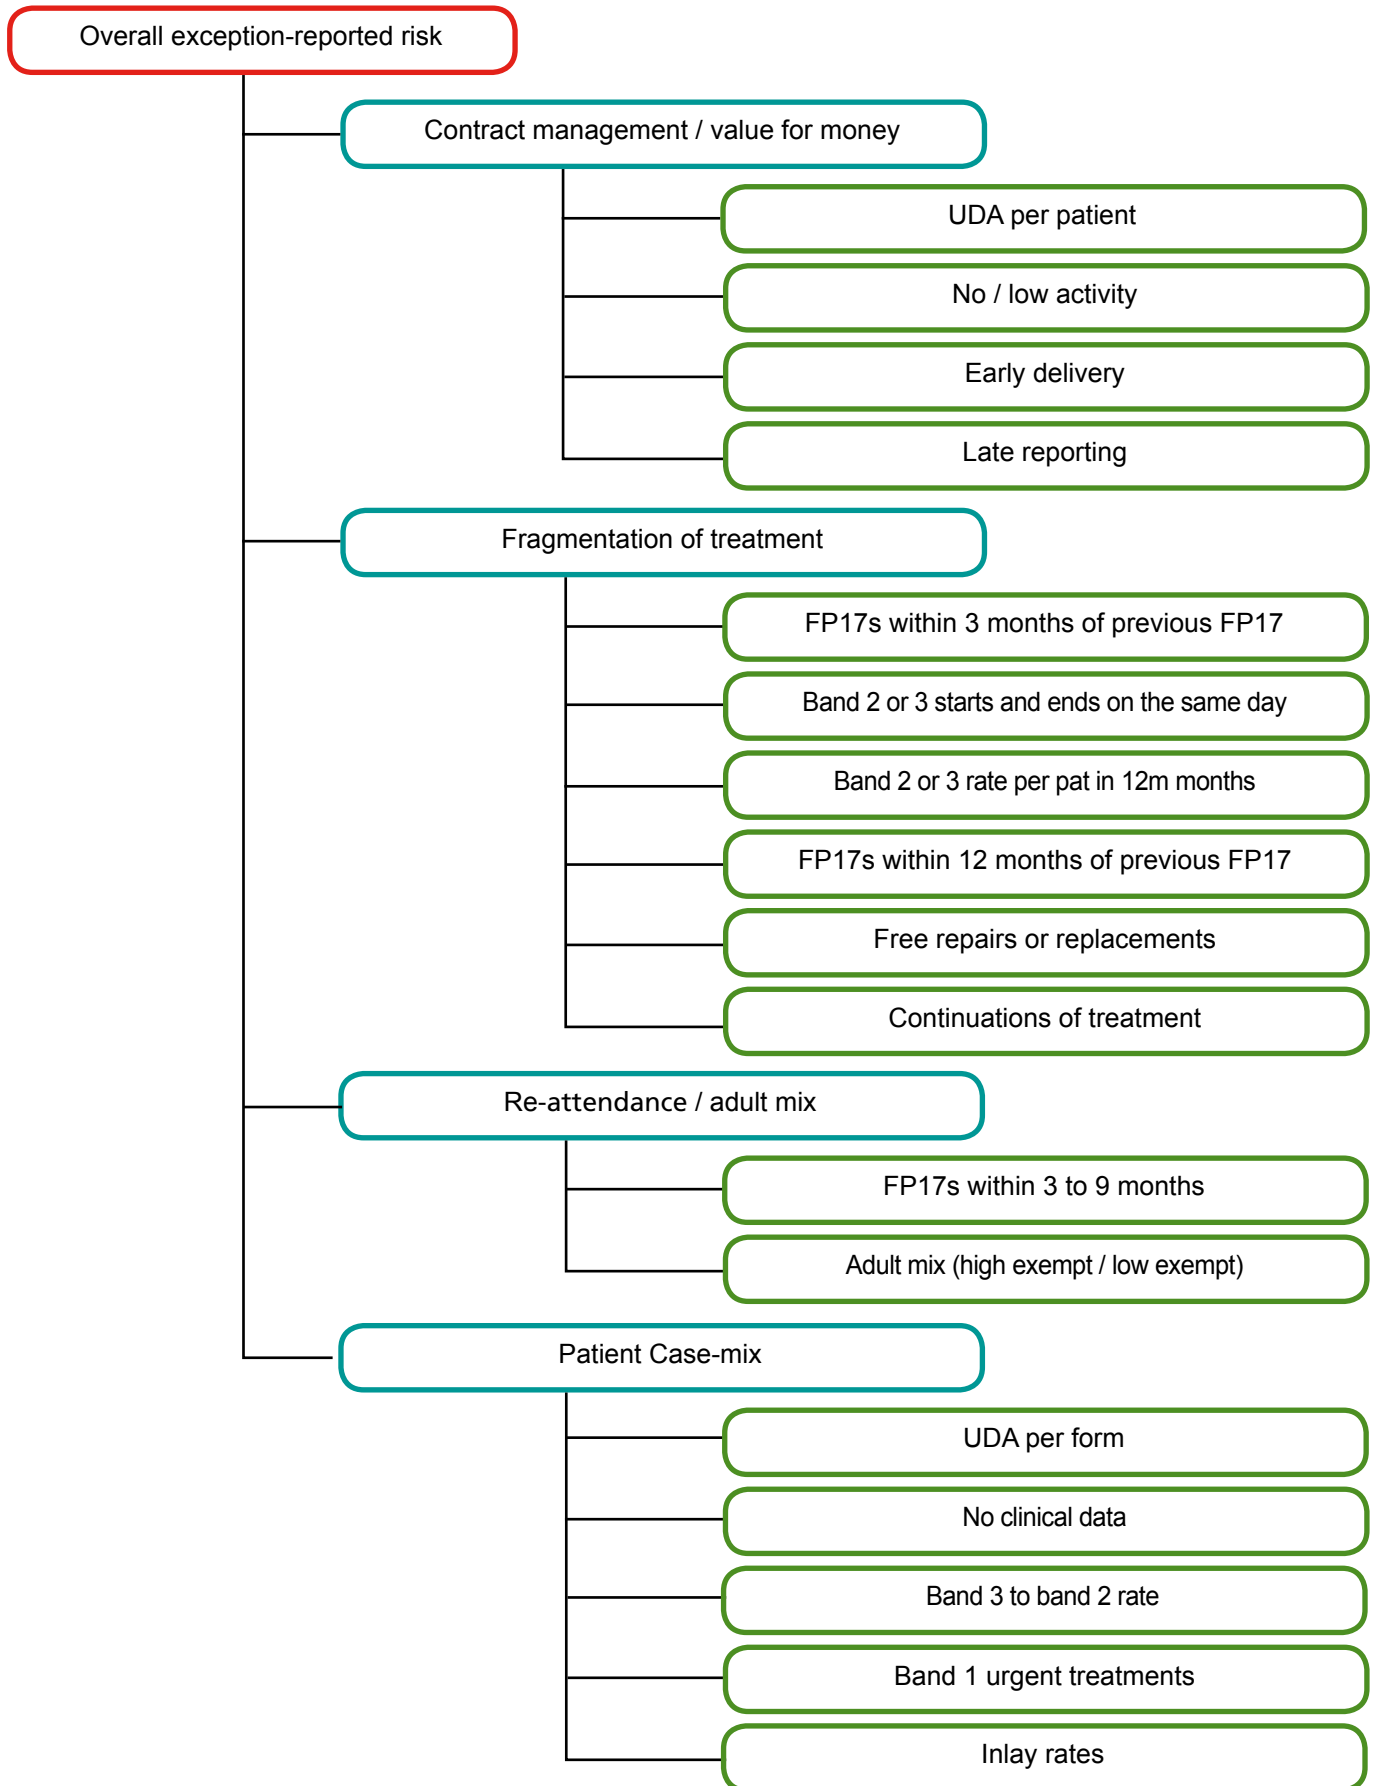 Overall exception-reported risk
Contract management / value for money
UDA per patient
No / low activity
Early delivery
Late reporting
Fragmentation of treatment
FP17s within 3 months of previous FP17
Band 2 or 3 starts and ends on the same day
Band 2 or 3 rate per pat in 12m months
FP17s within 12 months of previous FP17
Free repairs or replacements
Continuations of treatment
Re-attendance / adult mix
FP17s within 3 to 9 months
Adult mix (high exempt / low exempt)
Patient Case-mix
UDA per form
No clinical data
Band 3 to band 2 rate
Band 1 urgent treatments
Inlay rates